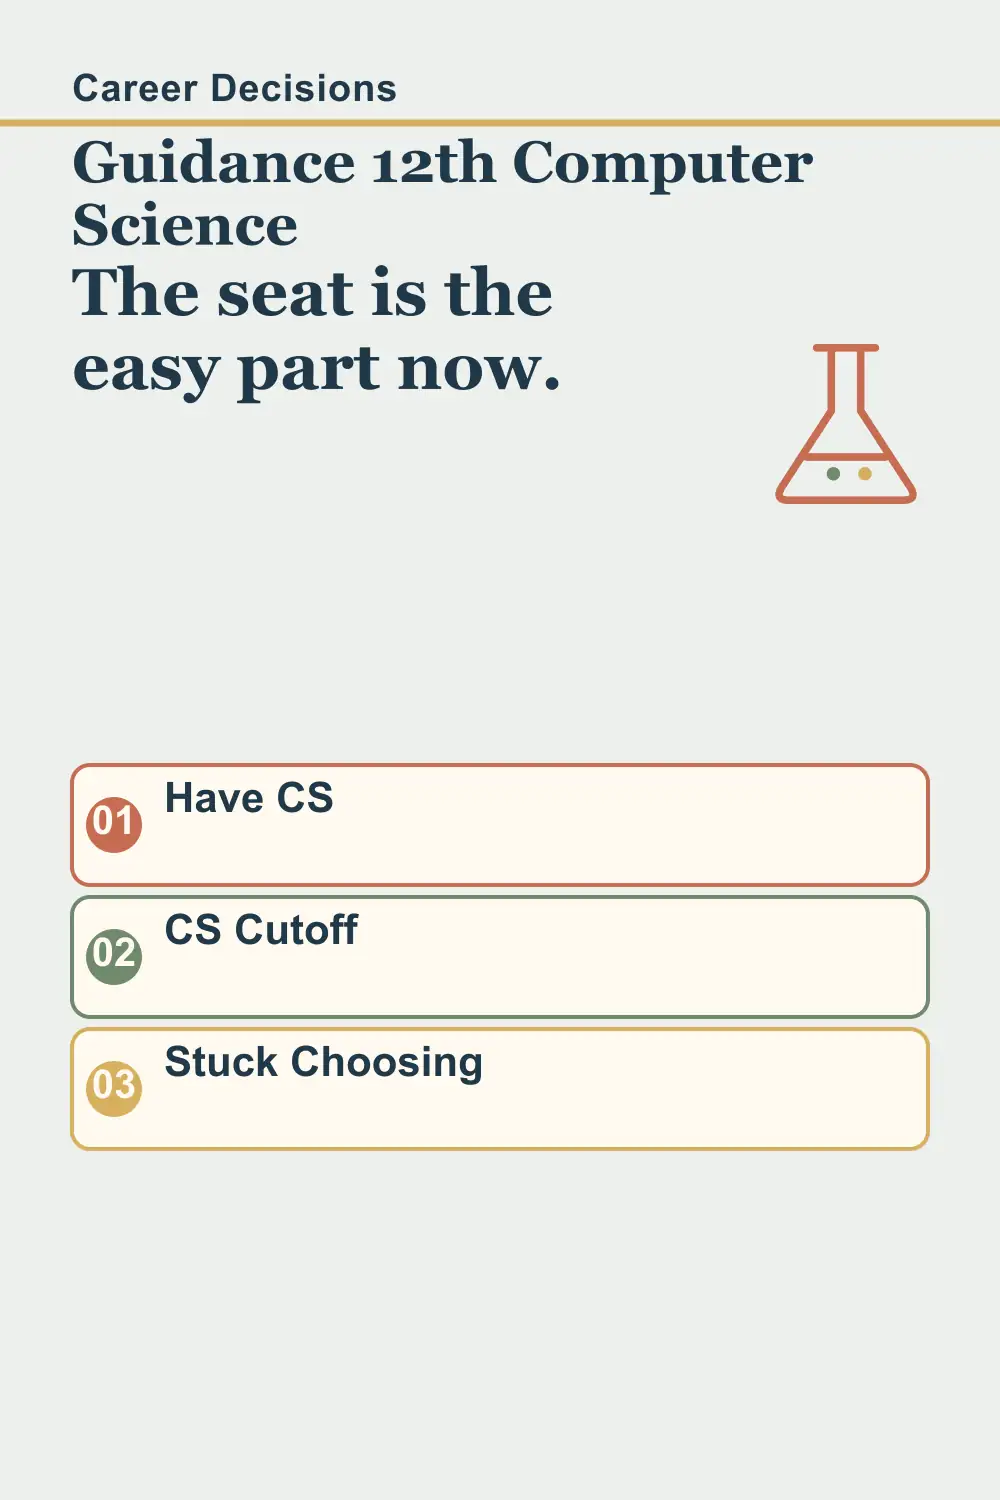 Career Decisions
Guidance 12th Computer
Science
The seat is the
easy part now.
01
Have CS
02
CS Cutoff
03
Stuck Choosing